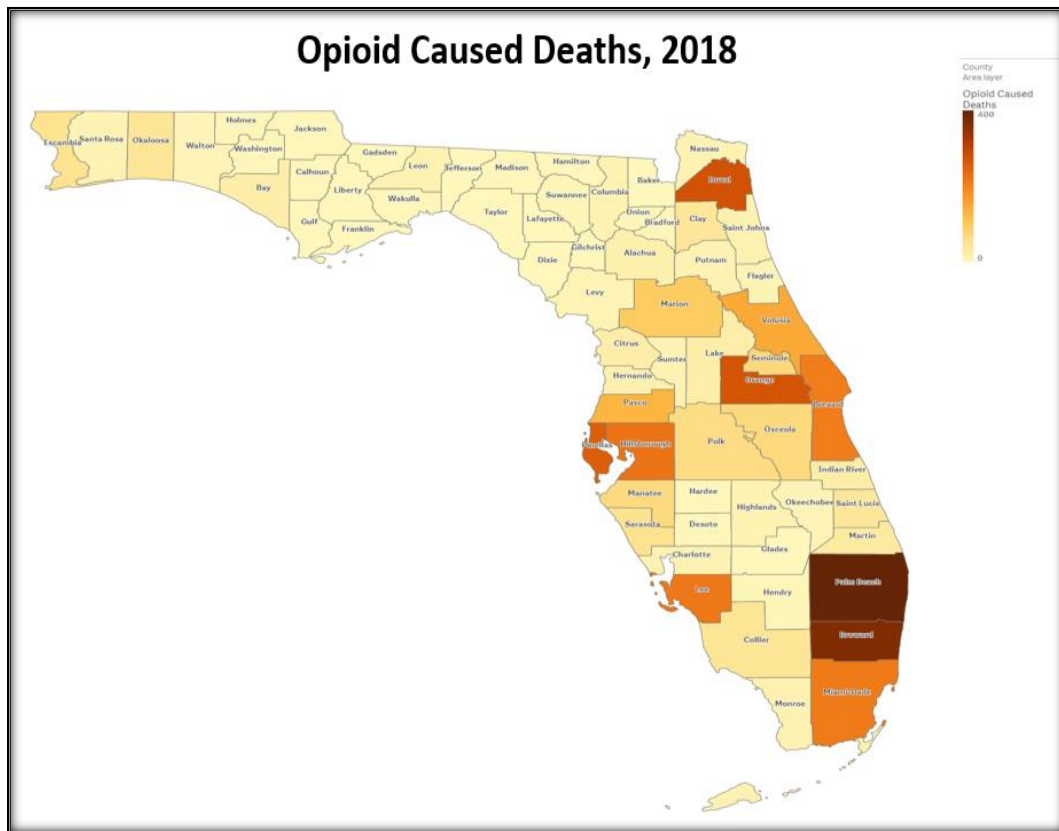 Opioid Caused Deaths, 2018
County
Area layer
Opioid Caused
Deaths
400
0
Escambia
Santa Rosa
Okaloosa
Walton
Holmes
Washington
Jackson
Bay
Calhoun
Gulf
Liberty
Gadsden
Franklin
Leon
Wakulla
Jefferson
Madison
Taylor
Hamilton
Suwannee
Lafayette
Dixie
Columbia
Gilchrist
Levy
Baker
Union
Bradford
Alachua
Nassau
Duval
Clay
Saint Johns
Putnam
Flagler
Marion
Volusia
Citrus
Sumter
Lake
Seminole
Orange
Hernando
Pasco
Brevard
Pinellas
Hillsborough
Polk
Osceola
Indian River
Manatee
Hardee
Highlands
Okeechobee
Saint Lucie
Sarasota
Desoto
Martin
Charlotte
Glades
Lee
Hendry
Palm Beach
Collier
Broward
Monroe
Miami-Dade